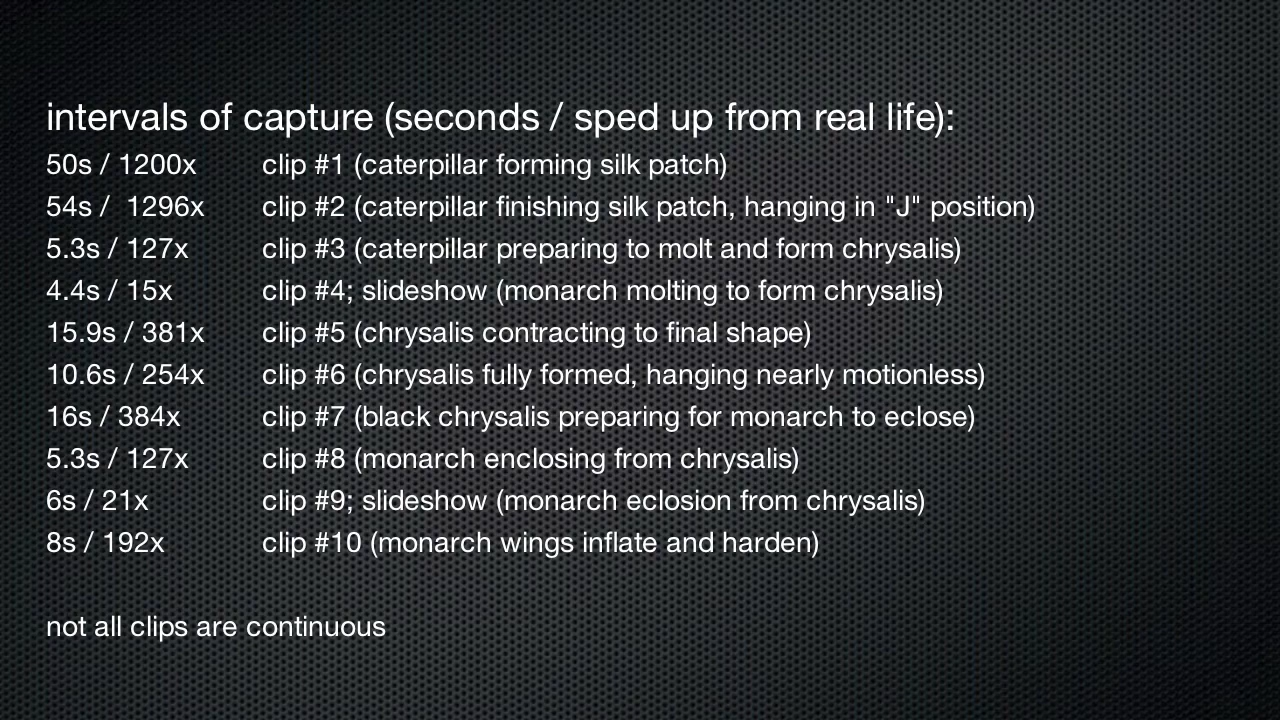 intervals of capture (seconds / sped up from real life):
50s / 1200x clip #1 (caterpillar forming silk patch)
54s /  1296x clip #2 (caterpillar finishing silk patch, hanging in "J" position)
5.3s / 127x clip #3 (caterpillar preparing to molt and form chrysalis)
4.4s / 15x clip #4; slideshow (monarch molting to form chrysalis)
15.9s / 381x clip #5 (chrysalis contracting to final shape)
10.6s / 254x clip #6 (chrysalis fully formed, hanging nearly motionless)
16s / 384x clip #7 (black chrysalis preparing for monarch to eclose)
5.3s / 127x clip #8 (monarch enclosing from chrysalis)
6s / 21x clip #9; slideshow (monarch eclosion from chrysalis)
8s / 192x clip #10 (monarch wings inflate and harden)
not all clips are continuous